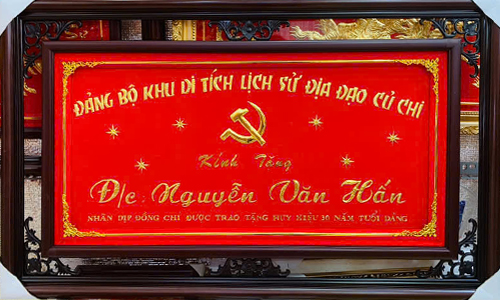 ĐẢNG BỘ KHU DI TÍCH LỊCH SỬ ĐỊA ĐẠO CỦ CHI
Kính Tặng
Đ/c: Nguyễn Văn Hấn
NHÂN DỊP ĐỒNG CHÍ ĐƯỢC TRAO TẶNG HUY HIỆU 30 NĂM TUỔI ĐẢNG